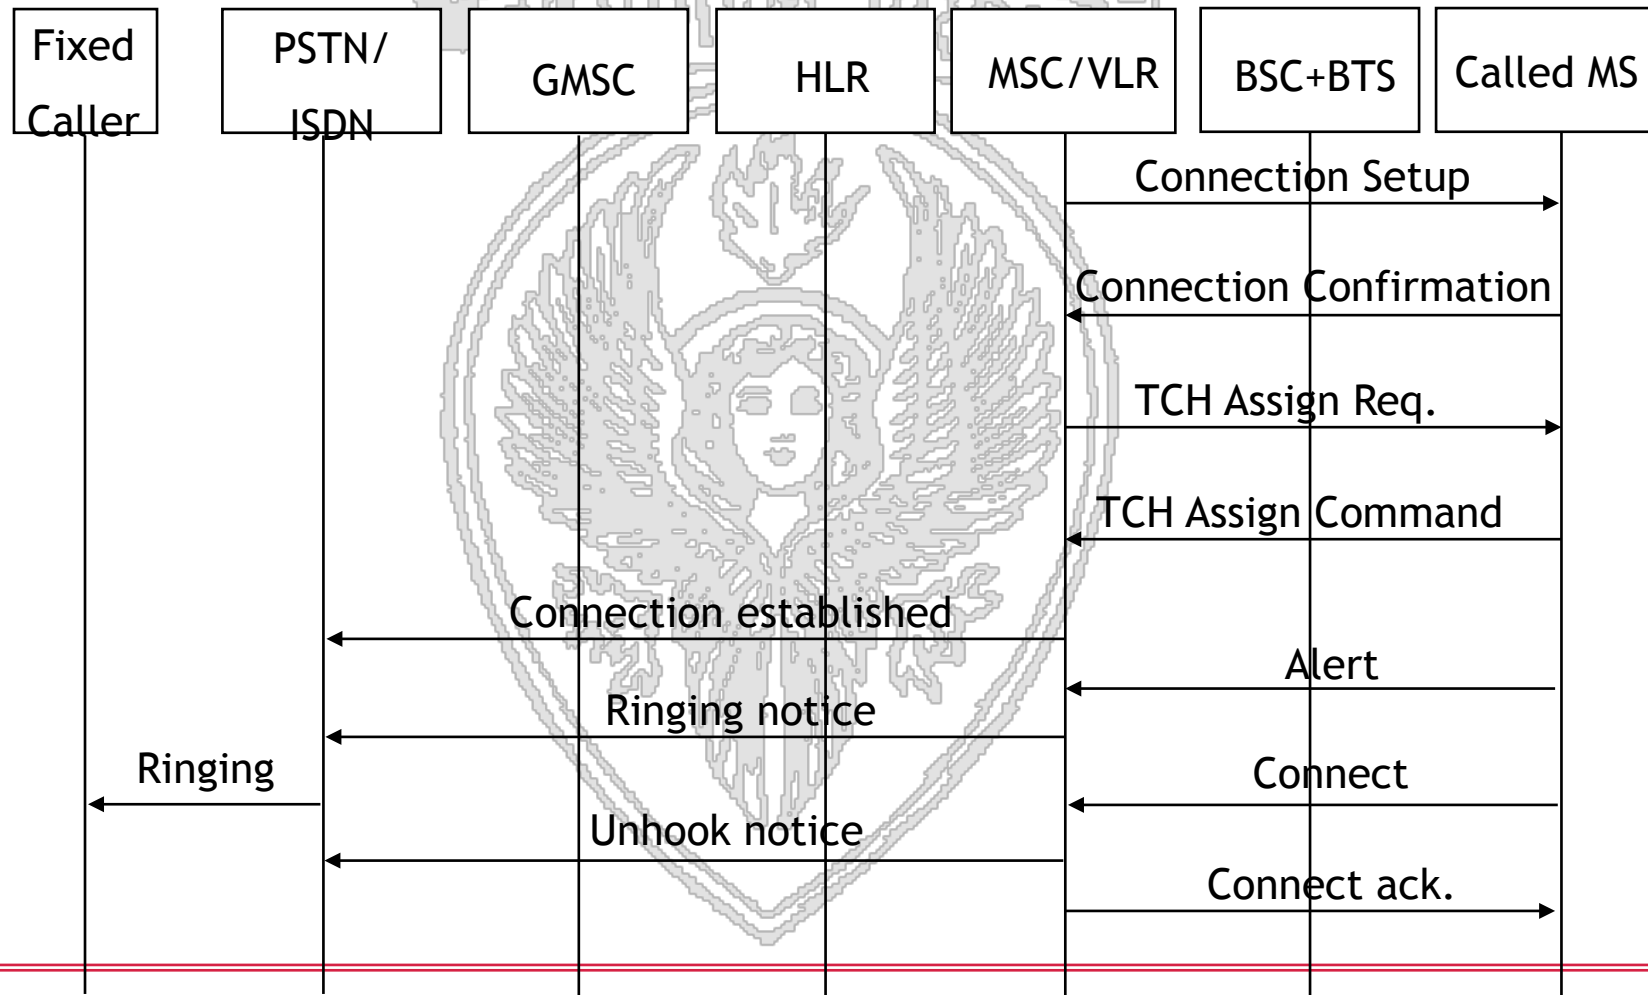 Fixed
Caller
PSTN/
ISDN
GMSC
HLR
MSC/VLR
BSC+BTS
Called MS
Connection Setup
Connection Confirmation
TCH Assign Req.
TCH Assign Command
Connection established
Alert
Ringing notice
Ringing
Connect
Unhook notice
Connect ack.